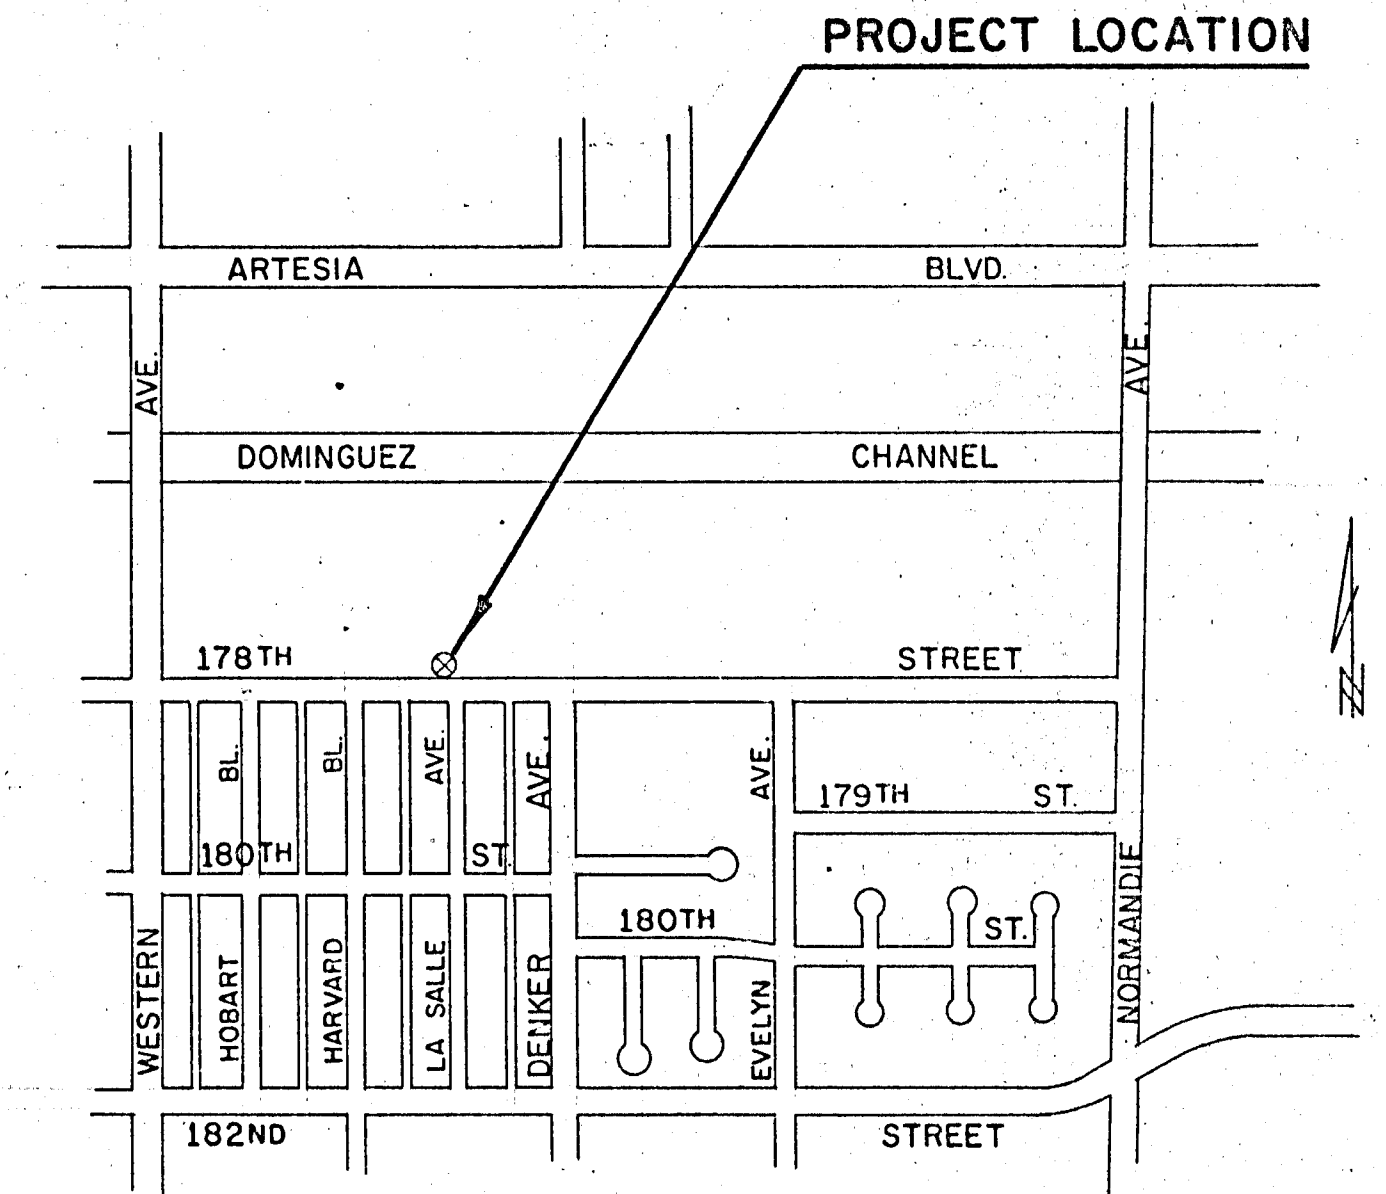 PROJECT LOCATION
ARTESIA BLVD.
AVE. AVE.
DOMINGUEZ CHANNEL
178TH STREET
BL. BL. AVE. AVE. AVE.
179TH ST.
180TH ST.
180TH ST.
WESTERN HOBART HARVARD LA SALLE DENKER EVELYN NORMANDIE
182ND STREET
N